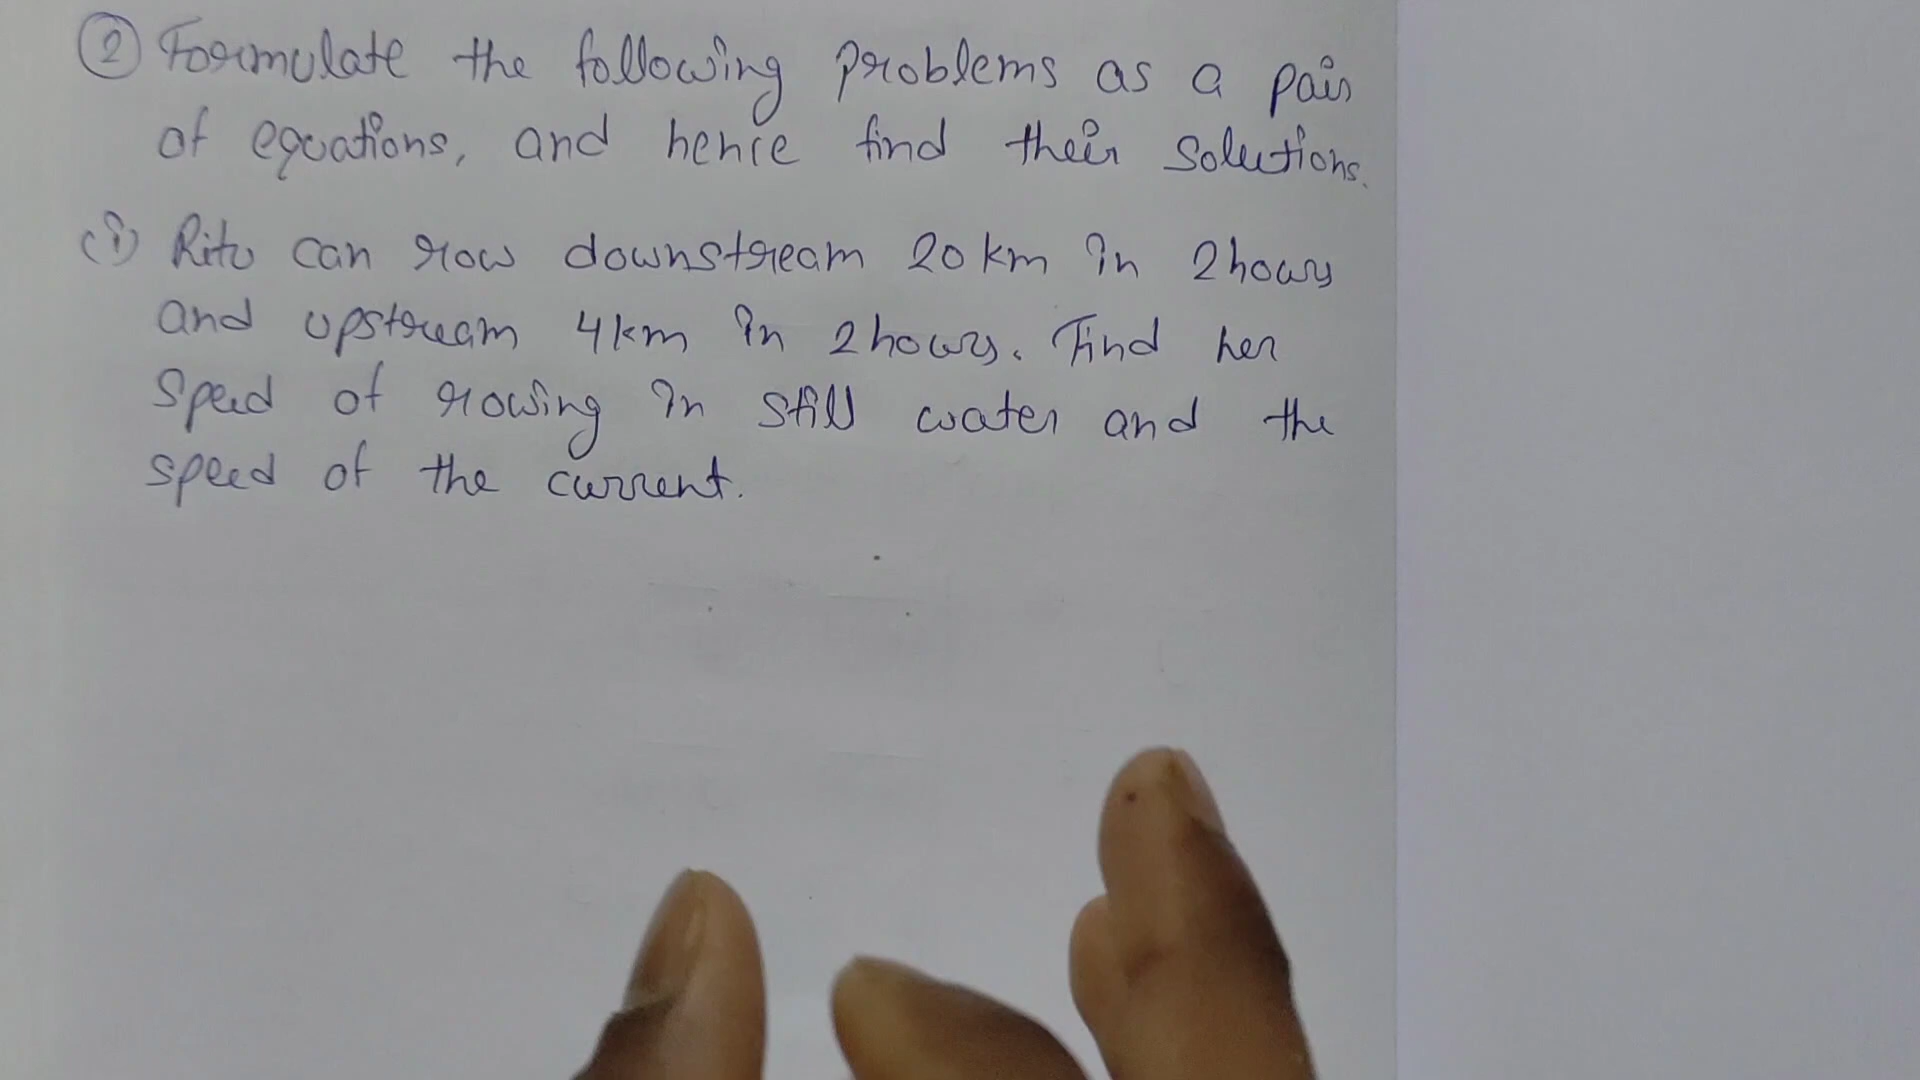 ② Formulate the following problems as a pair
of equations, and hence find their solutions.
(i) Ritu can row downstream 20 km in 2 hours
and upstream 4 km in 2 hours. Find her
speed of rowing in still water and the
speed of the current.